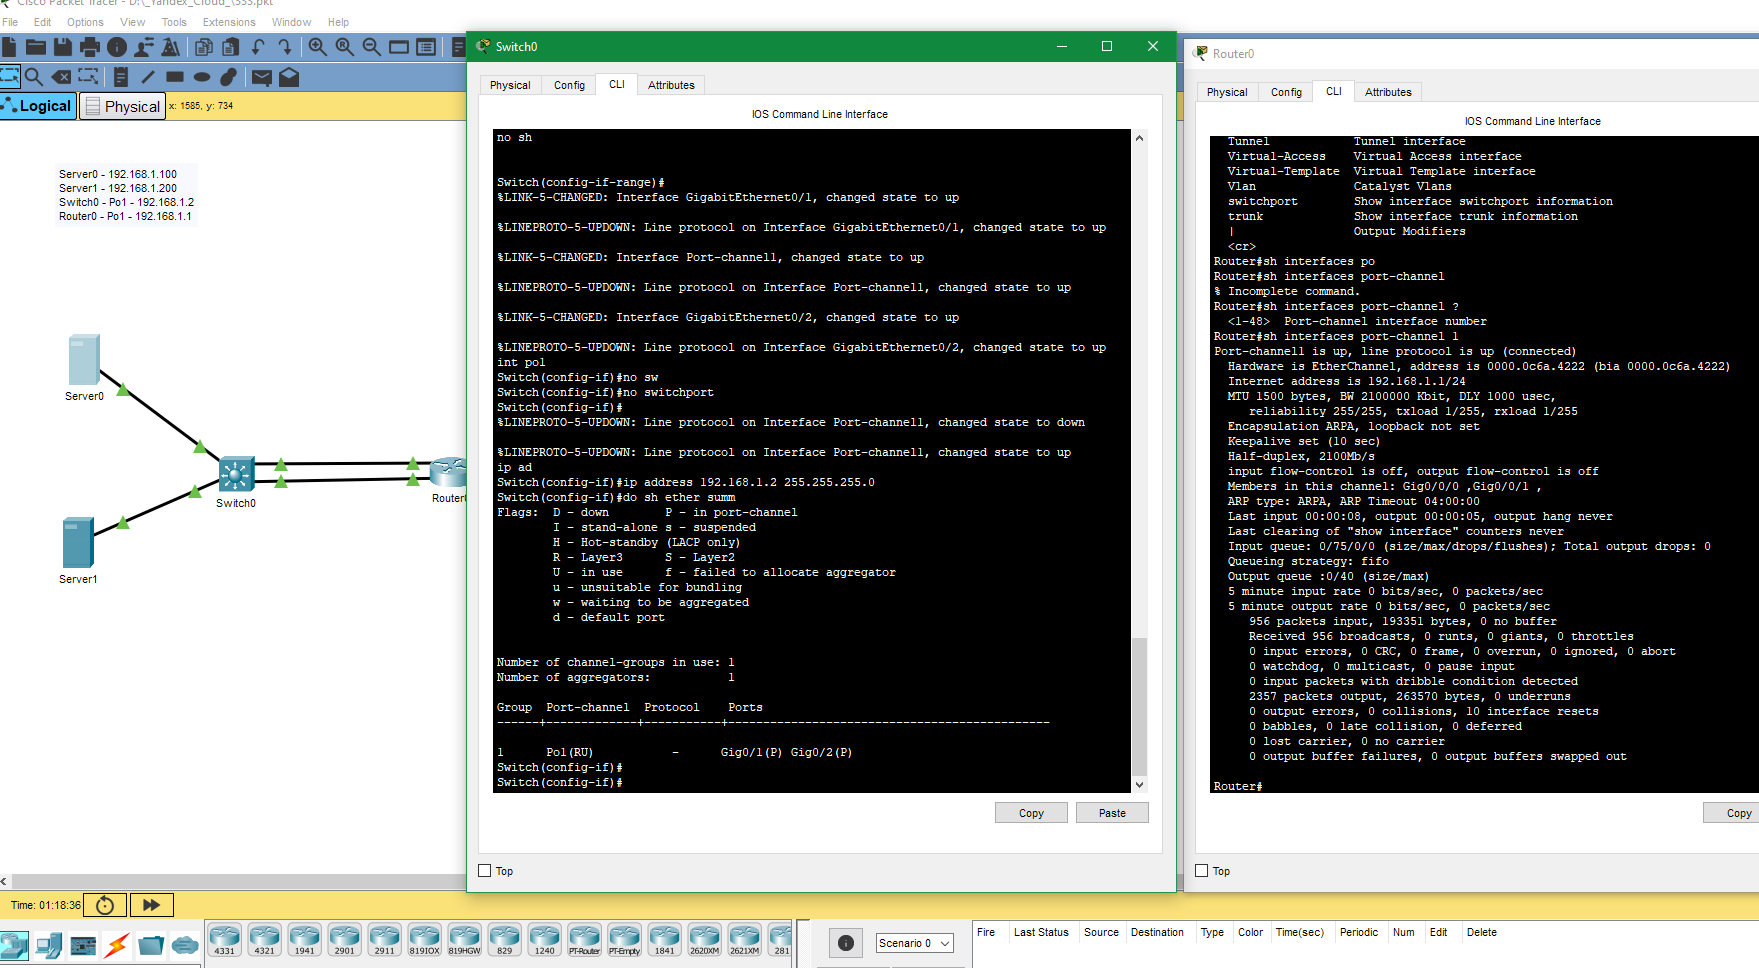 Cisco Packet Tracer - D:\_Yandex_Cloud_\333.pkt
File Edit Options View Tools Extensions Window Help
Logical Physical x: 1585, y: 734
Server0 - 192.168.1.100
Server1 - 192.168.1.200
Switch0 - Po1 - 192.168.1.2
Router0 - Po1 - 192.168.1.1
Server0
Switch0
Router0
Server1
Switch0
Physical Config CLI Attributes
IOS Command Line Interface
no sh
Switch(config-if-range)#
%LINK-5-CHANGED: Interface GigabitEthernet0/1, changed state to up
%LINEPROTO-5-UPDOWN: Line protocol on Interface GigabitEthernet0/1, changed state to up
%LINK-5-CHANGED: Interface Port-channel1, changed state to up
%LINEPROTO-5-UPDOWN: Line protocol on Interface Port-channel1, changed state to up
%LINK-5-CHANGED: Interface GigabitEthernet0/2, changed state to up
%LINEPROTO-5-UPDOWN: Line protocol on Interface GigabitEthernet0/2, changed state to up
int po1
Switch(config-if)#no sw
Switch(config-if)#no switchport
Switch(config-if)#
%LINEPROTO-5-UPDOWN: Line protocol on Interface Port-channel1, changed state to down
%LINEPROTO-5-UPDOWN: Line protocol on Interface Port-channel1, changed state to up
ip ad
Switch(config-if)#ip address 192.168.1.2 255.255.255.0
Switch(config-if)#do sh ether summ
Flags: D - down P - in port-channel
I - stand-alone s - suspended
H - Hot-standby (LACP only)
R - Layer3 S - Layer2
U - in use f - failed to allocate aggregator
u - unsuitable for bundling
w - waiting to be aggregated
d - default port
Number of channel-groups in use: 1
Number of aggregators: 1
Group Port-channel Protocol Ports
------+-------------+-----------+----------------------------------------------
1 Po1(RU) - Gig0/1(P) Gig0/2(P)
Switch(config-if)#
Switch(config-if)#
Copy Paste
Top
Router0
Physical Config CLI Attributes
IOS Command Line Interface
Tunnel Tunnel interface
Virtual-Access Virtual Access interface
Virtual-Template Virtual Template interface
Vlan Catalyst Vlans
switchport Show interface switchport information
trunk Show interface trunk information
| Output Modifiers
<cr>
Router#sh interfaces po
Router#sh interfaces port-channel
% Incomplete command.
Router#sh interfaces port-channel ?
<1-48> Port-channel interface number
Router#sh interfaces port-channel 1
Port-channel1 is up, line protocol is up (connected)
Hardware is EtherChannel, address is 0000.0c6a.4222 (bia 0000.0c6a.4222)
Internet address is 192.168.1.1/24
MTU 1500 bytes, BW 2100000 Kbit, DLY 1000 usec,
reliability 255/255, txload 1/255, rxload 1/255
Encapsulation ARPA, loopback not set
Keepalive set (10 sec)
Half-duplex, 2100Mb/s
input flow-control is off, output flow-control is off
Members in this channel: Gig0/0/0 ,Gig0/0/1 ,
ARP type: ARPA, ARP Timeout 04:00:00
Last input 00:00:08, output 00:00:05, output hang never
Last clearing of "show interface" counters never
Input queue: 0/75/0/0 (size/max/drops/flushes); Total output drops: 0
Queueing strategy: fifo
Output queue :0/40 (size/max)
5 minute input rate 0 bits/sec, 0 packets/sec
5 minute output rate 0 bits/sec, 0 packets/sec
956 packets input, 193351 bytes, 0 no buffer
Received 956 broadcasts, 0 runts, 0 giants, 0 throttles
0 input errors, 0 CRC, 0 frame, 0 overrun, 0 ignored, 0 abort
0 watchdog, 0 multicast, 0 pause input
0 input packets with dribble condition detected
2357 packets output, 263570 bytes, 0 underruns
0 output errors, 0 collisions, 10 interface resets
0 babbles, 0 late collision, 0 deferred
0 lost carrier, 0 no carrier
0 output buffer failures, 0 output buffers swapped out
Router#
Copy
Top
Time: 01:18:36
4331 4321 1941 2901 2911 819IOX 819HGW 829 1240 PT-Router PT-Empty 1841 2620XM 2621XM 281
Scenario 0
Fire Last Status Source Destination Type Color Time(sec) Periodic Num Edit Delete